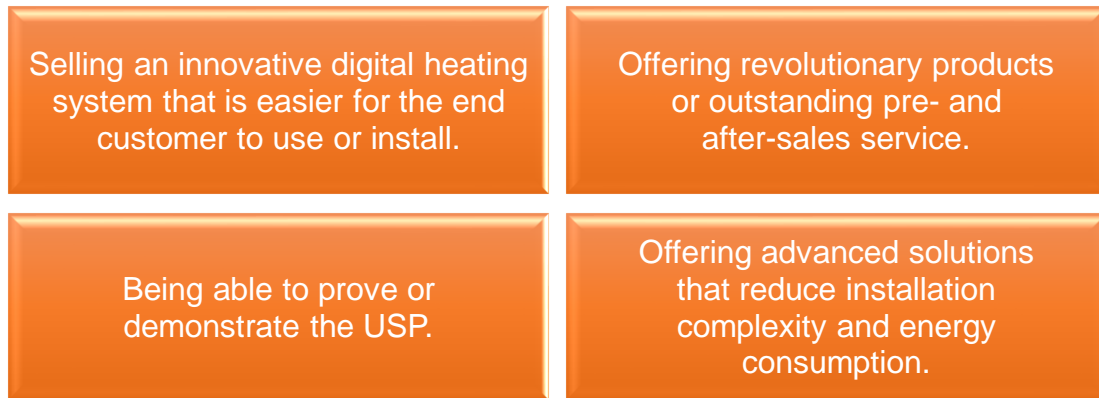 Selling an innovative digital heating
system that is easier for the end
customer to use or install.
Offering revolutionary products
or outstanding pre- and
after-sales service.
Being able to prove or
demonstrate the USP.
Offering advanced solutions
that reduce installation
complexity and energy
consumption.